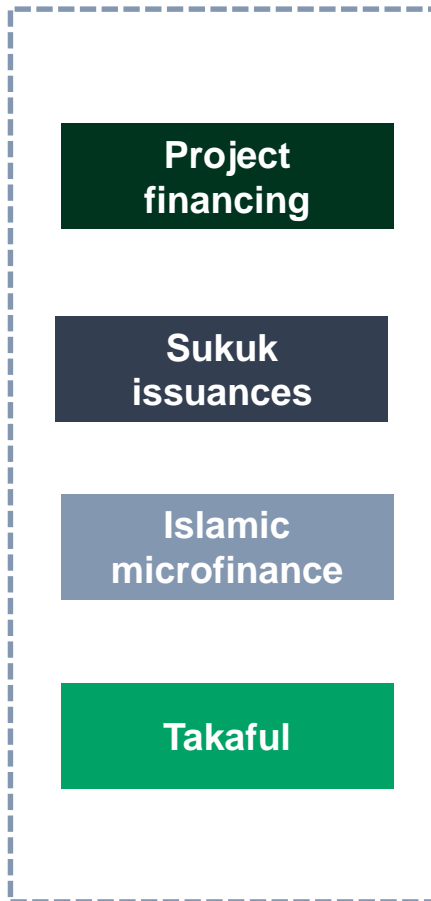 Project
financing
Sukuk
issuances
Islamic
microfinance
Takaful